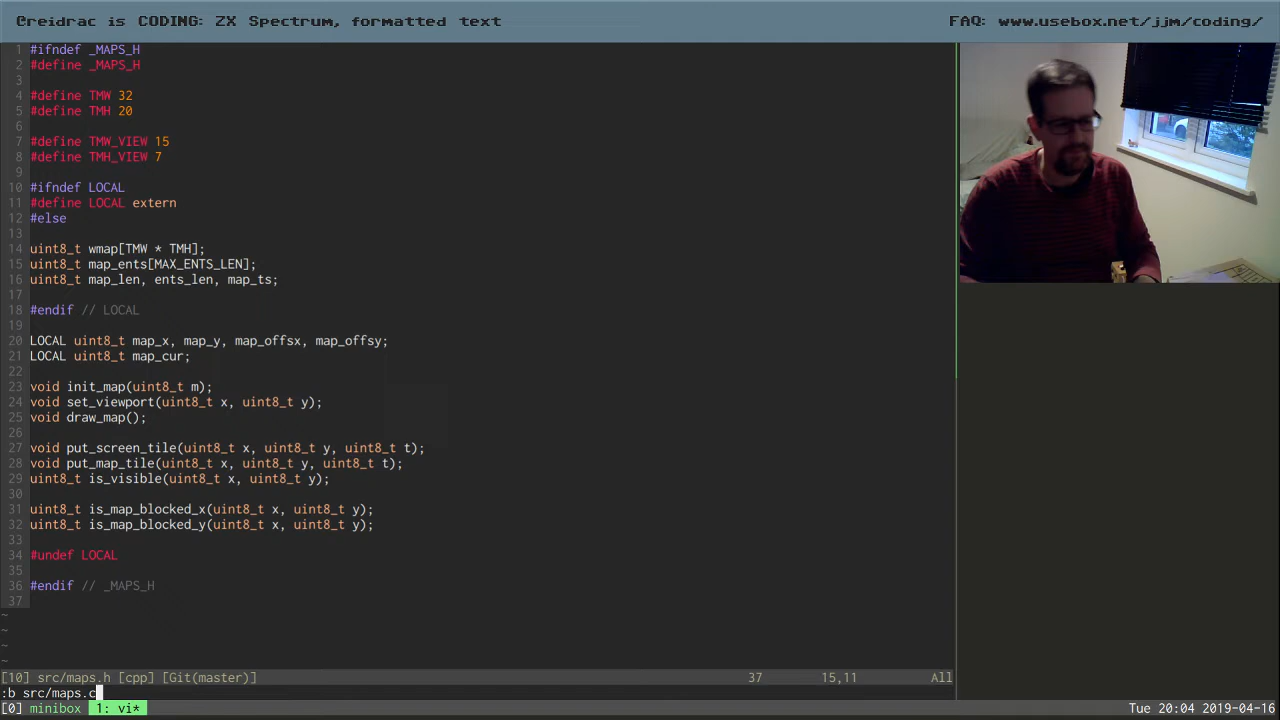 @reidrac is CODING: ZX Spectrum, formatted text
FAQ: www.usebox.net/jjm/coding/
1 #ifndef _MAPS_H
2 #define _MAPS_H
3
4 #define TMW 32
5 #define TMH 20
6
7 #define TMW_VIEW 15
8 #define TMH_VIEW 7
9
10 #ifndef LOCAL
11 #define LOCAL extern
12 #else
13
14 uint8_t wmap[TMW * TMH];
15 uint8_t map_ents[MAX_ENTS_LEN];
16 uint8_t map_len, ents_len, map_ts;
17
18 #endif // LOCAL
19
20 LOCAL uint8_t map_x, map_y, map_offsx, map_offsy;
21 LOCAL uint8_t map_cur;
22
23 void init_map(uint8_t m);
24 void set_viewport(uint8_t x, uint8_t y);
25 void draw_map();
26
27 void put_screen_tile(uint8_t x, uint8_t y, uint8_t t);
28 void put_map_tile(uint8_t x, uint8_t y, uint8_t t);
29 uint8_t is_visible(uint8_t x, uint8_t y);
30
31 uint8_t is_map_blocked_x(uint8_t x, uint8_t y);
32 uint8_t is_map_blocked_y(uint8_t x, uint8_t y);
33
34 #undef LOCAL
35
36 #endif // _MAPS_H
37
~
~
~
~
[10] src/maps.h [cpp] [Git(master)] 37 15,11 All
:b src/maps.c
[0] minibox 1: vi* Tue 20:04 2019-04-16